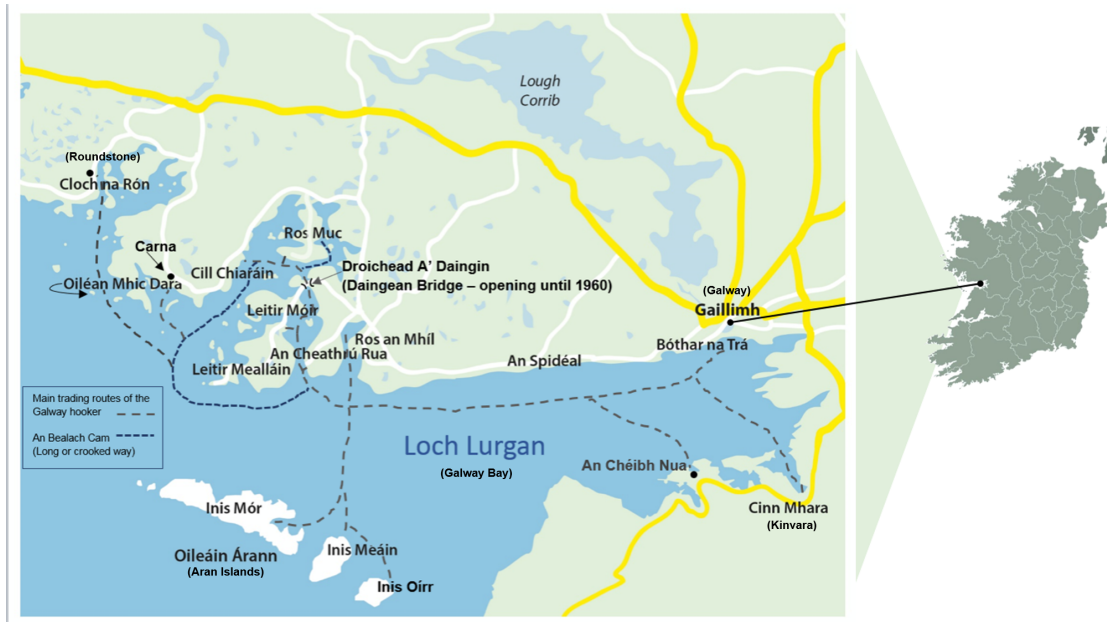 Lough
Corrib
(Roundstone)
Cloch na Rón
Carna
Oiléan Mhic Dara
Cill Chiaráin
Ros Muc
Droichead A’ Daingin
(Daingean Bridge – opening until 1960)
Leitir Móir
(Galway)
Gaillimh
Ros an Mhíl
An Cheathrú Rua
Leitir Mealláin
An Spidéal
Bóthar na Trá
Main trading routes of the
Galway hooker
An Bealach Cam
(Long or crooked way)
Loch Lurgan
(Galway Bay)
An Chéibh Nua
Cinn Mhara
(Kinvara)
Inis Mór
Oileáin Árann
(Aran Islands)
Inis Meáin
Inis Oírr